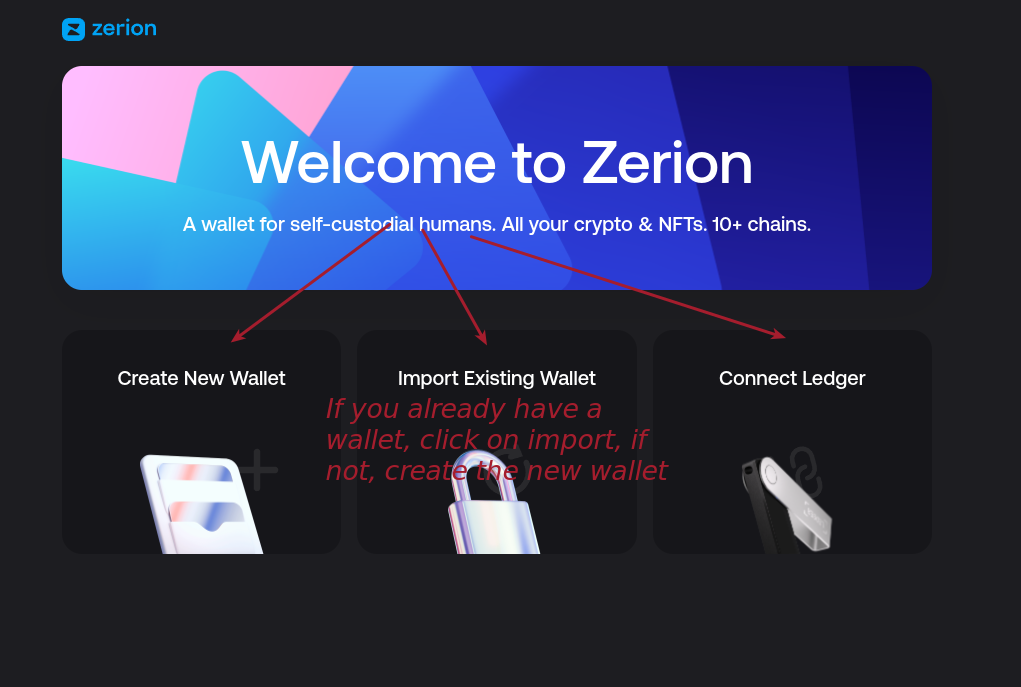 zerion
Welcome to Zerion
A wallet for self-custodial humans. All your crypto & NFTs. 10+ chains.
Create New Wallet
Import Existing Wallet
Connect Ledger
If you already have a
wallet, click on import, if
not, create the new wallet